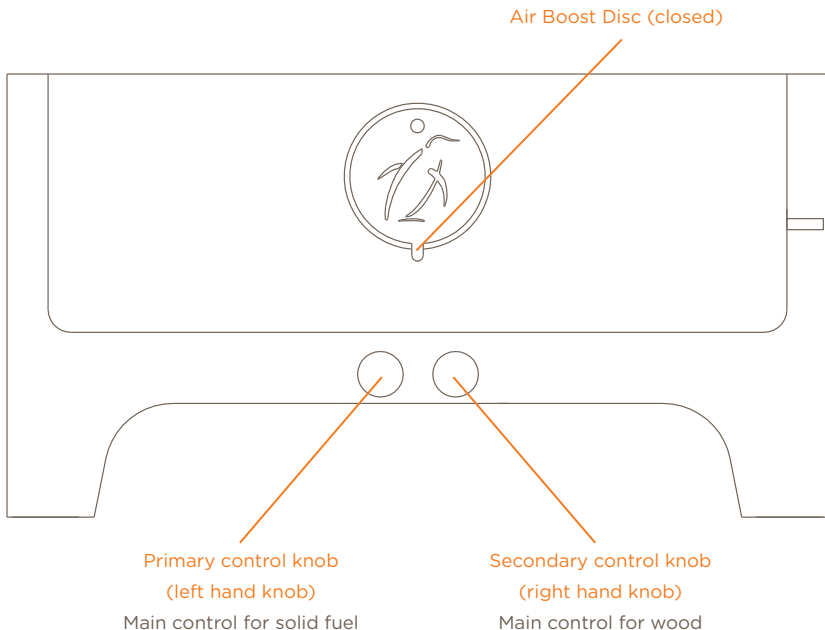 Air Boost Disc (closed)
Primary control knob
(left hand knob)
Main control for solid fuel
Secondary control knob
(right hand knob)
Main control for wood